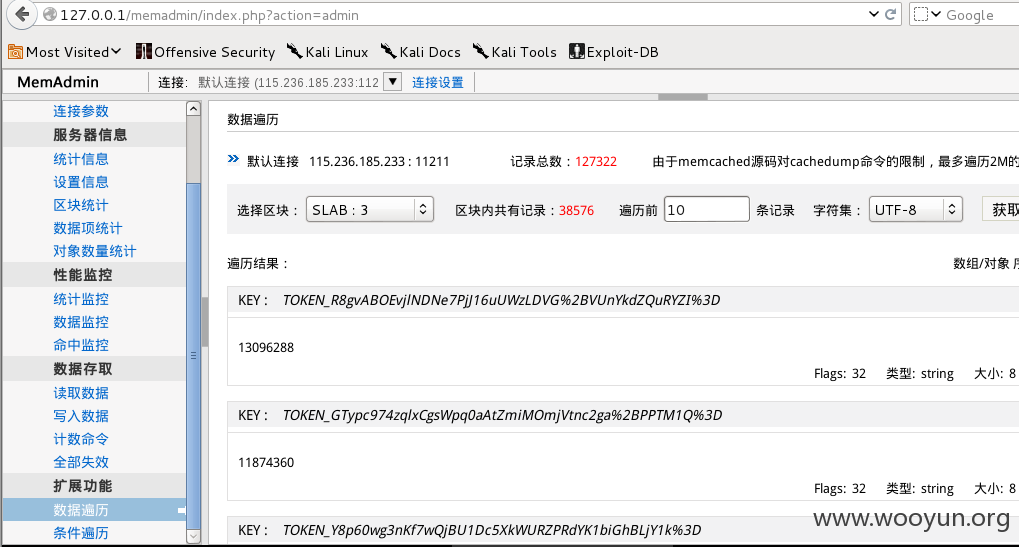 127.0.0.1/memadmin/index.php?action=admin
Google
Most Visited Offensive Security Kali Linux Kali Docs Kali Tools Exploit-DB
MemAdmin 连接: 默认连接 (115.236.185.233:112 连接设置
连接参数
服务器信息
统计信息
设置信息
区块统计
数据项统计
对象数量统计
性能监控
统计监控
数据监控
命中监控
数据存取
读取数据
写入数据
计数命令
全部失效
扩展功能
数据遍历
条件遍历
数据遍历
» 默认连接 115.236.185.233 : 11211 记录总数：127322 由于memcached源码对cachedump命令的限制，最多遍历2M的
选择区块： SLAB : 3 区块内共有记录：38576 遍历前 10 条记录 字符集： UTF-8 获取
遍历结果： 数组/对象 序
KEY： TOKEN_R8gvABOEvjlNDNe7PjJ16uUWzLDVG%2BVUnYkdZQuRYZI%3D
13096288
Flags: 32 类型: string 大小: 8
KEY： TOKEN_GTypc974zqlxCgsWpq0aAtZmiMOmjVtnc2ga%2BPPTM1Q%3D
11874360
Flags: 32 类型: string 大小: 8
KEY： TOKEN_Y8p60wg3nKf7wQjBU1Dc5XkWURZPRdYK1biGhBLjY1k%3D
www.wooyun.org